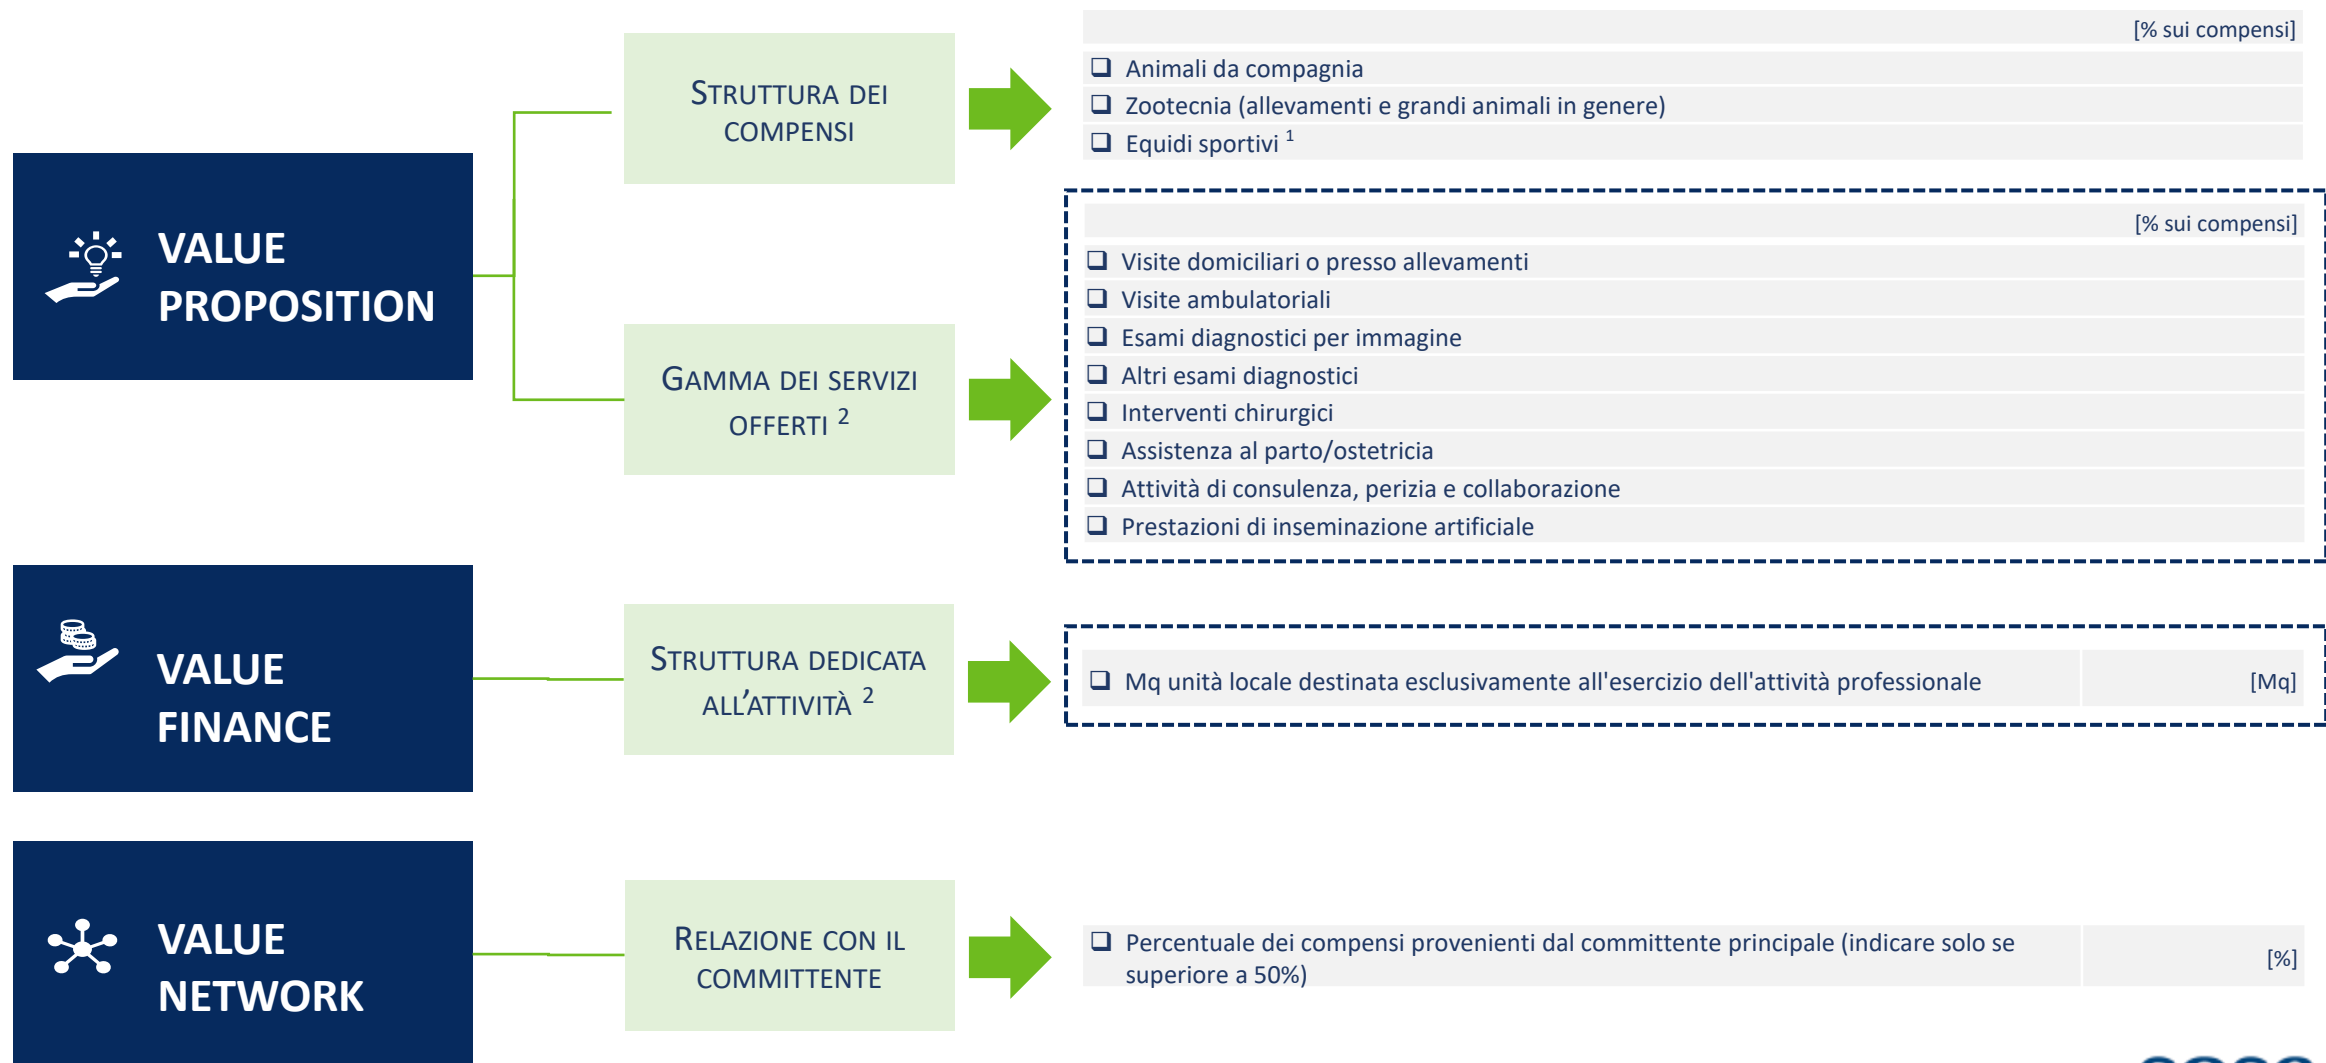 VALUE
PROPOSITION
STRUTTURA DEI
COMPENSI
[% sui compensi]
Animali da compagnia
Zootecnia (allevamenti e grandi animali in genere)
Equidi sportivi 1
GAMMA DEI SERVIZI
OFFERTI 2
[% sui compensi]
Visite domiciliari o presso allevamenti
Visite ambulatoriali
Esami diagnostici per immagine
Altri esami diagnostici
Interventi chirurgici
Assistenza al parto/ostetricia
Attività di consulenza, perizia e collaborazione
Prestazioni di inseminazione artificiale
VALUE
FINANCE
STRUTTURA DEDICATA
ALL'ATTIVITÀ 2
Mq unità locale destinata esclusivamente all'esercizio dell'attività professionale [Mq]
VALUE
NETWORK
RELAZIONE CON IL
COMMITTENTE
Percentuale dei compensi provenienti dal committente principale (indicare solo se
superiore a 50%)
[%]